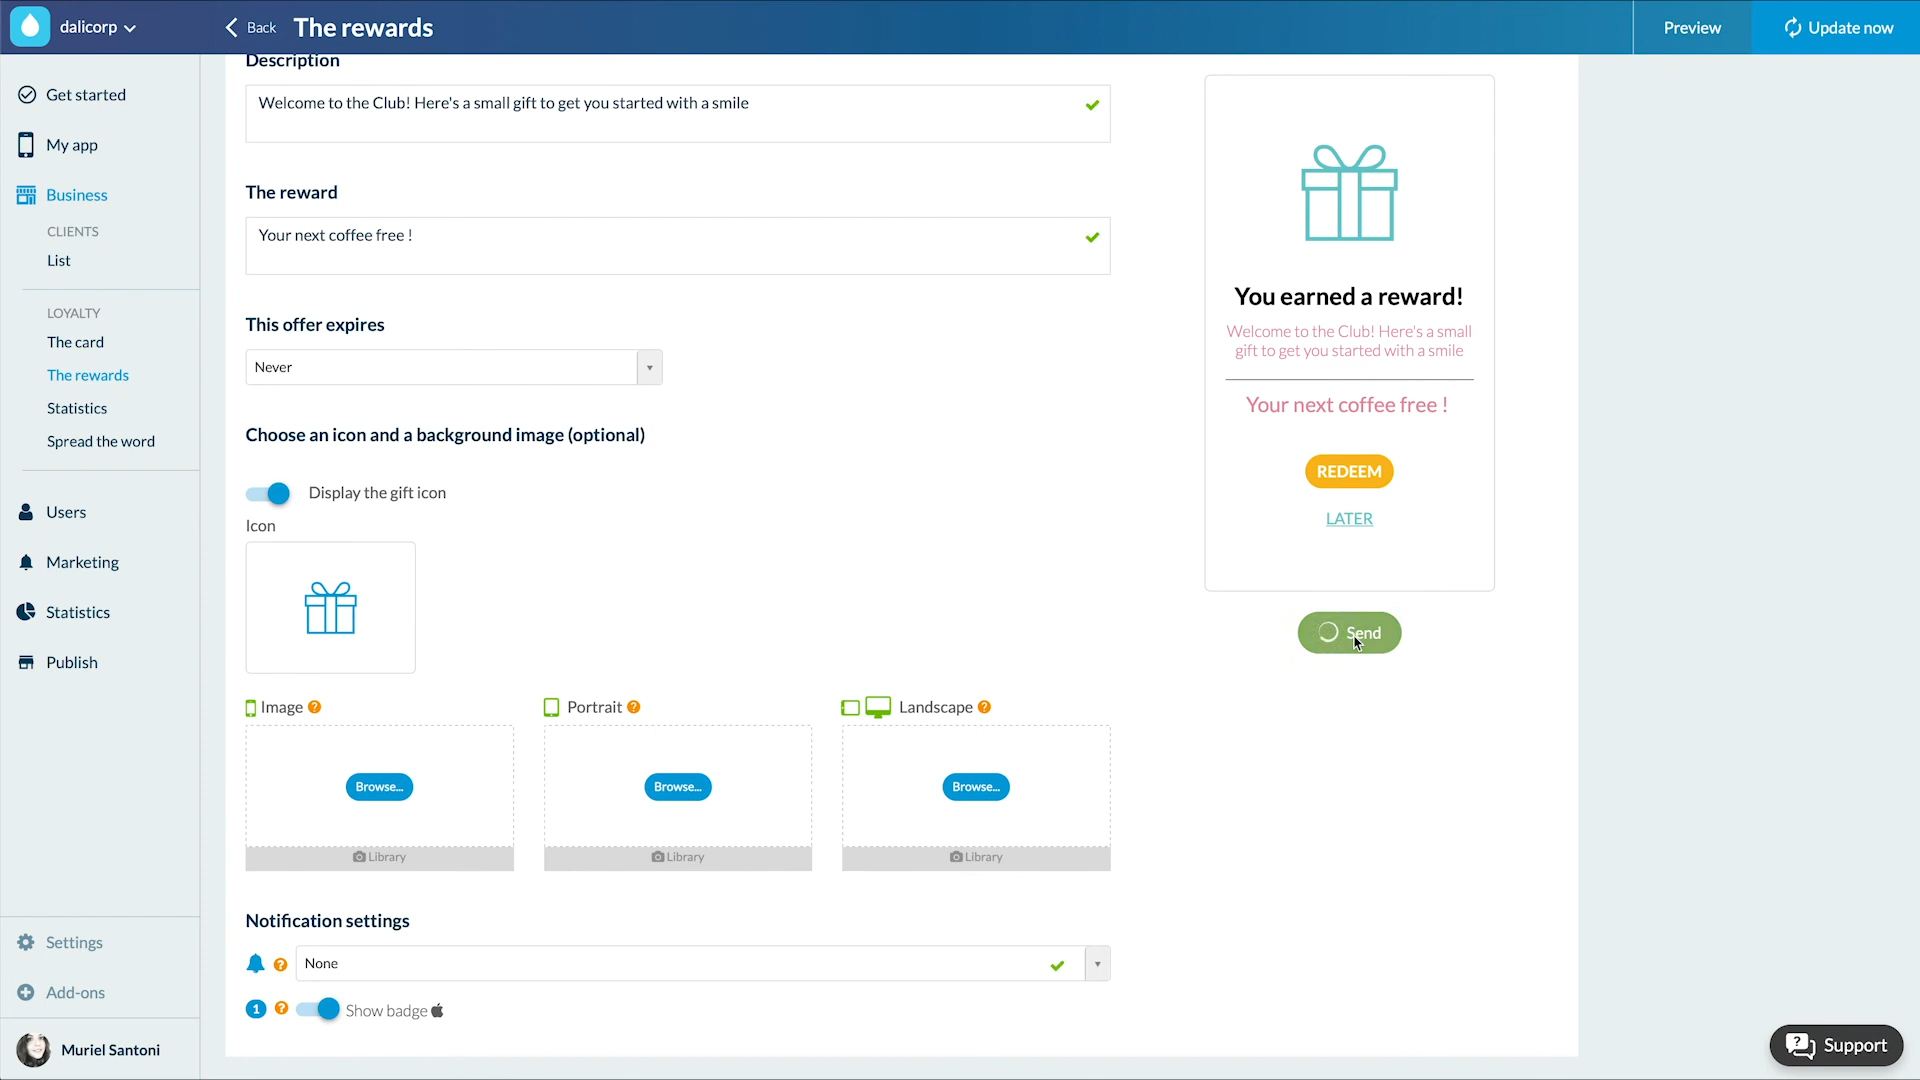 dalicorp
Back
The rewards
Preview
Update now
Get started
My app
Business
CLIENTS
List
LOYALTY
The card
The rewards
Statistics
Spread the word
Users
Marketing
Statistics
Publish
Settings
Add-ons
Muriel Santoni
Description
Welcome to the Club! Here's a small gift to get you started with a smile
The reward
Your next coffee free !
This offer expires
Never
Choose an icon and a background image (optional)
Display the gift icon
Icon
Image ?
Portrait ?
Landscape ?
Browse...
Browse...
Browse...
Library
Library
Library
Notification settings
? None
1 ? Show badge
You earned a reward!
Welcome to the Club! Here's a small
gift to get you started with a smile
Your next coffee free !
REDEEM
LATER
Send
? Support